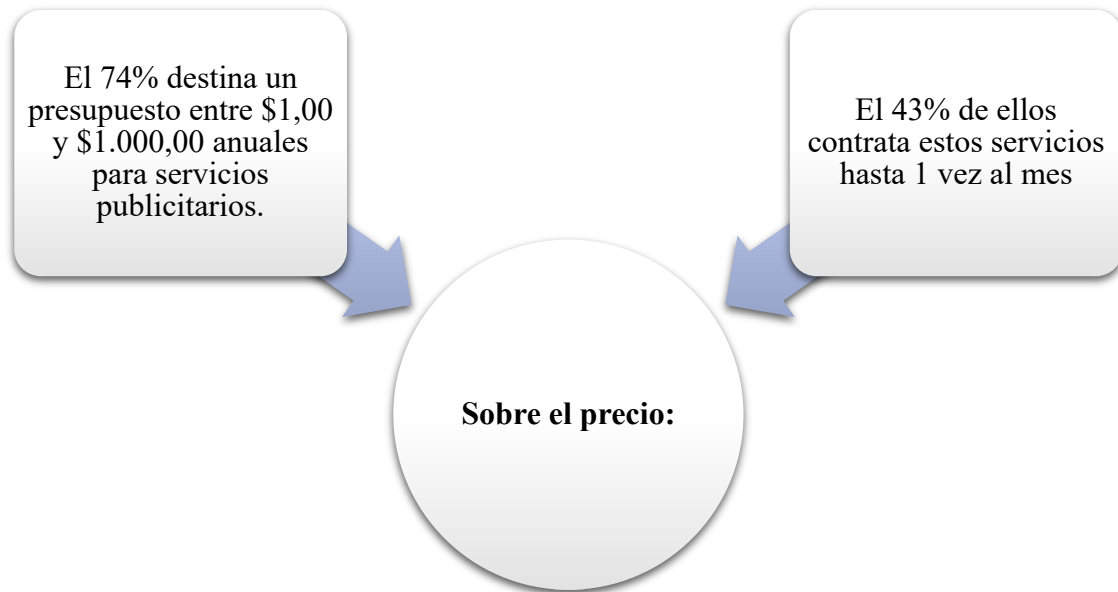 El 74% destina un
presupuesto entre $1,00
y $1.000,00 anuales
para servicios
publicitarios.
El 43% de ellos
contrata estos servicios
hasta 1 vez al mes
Sobre el precio: